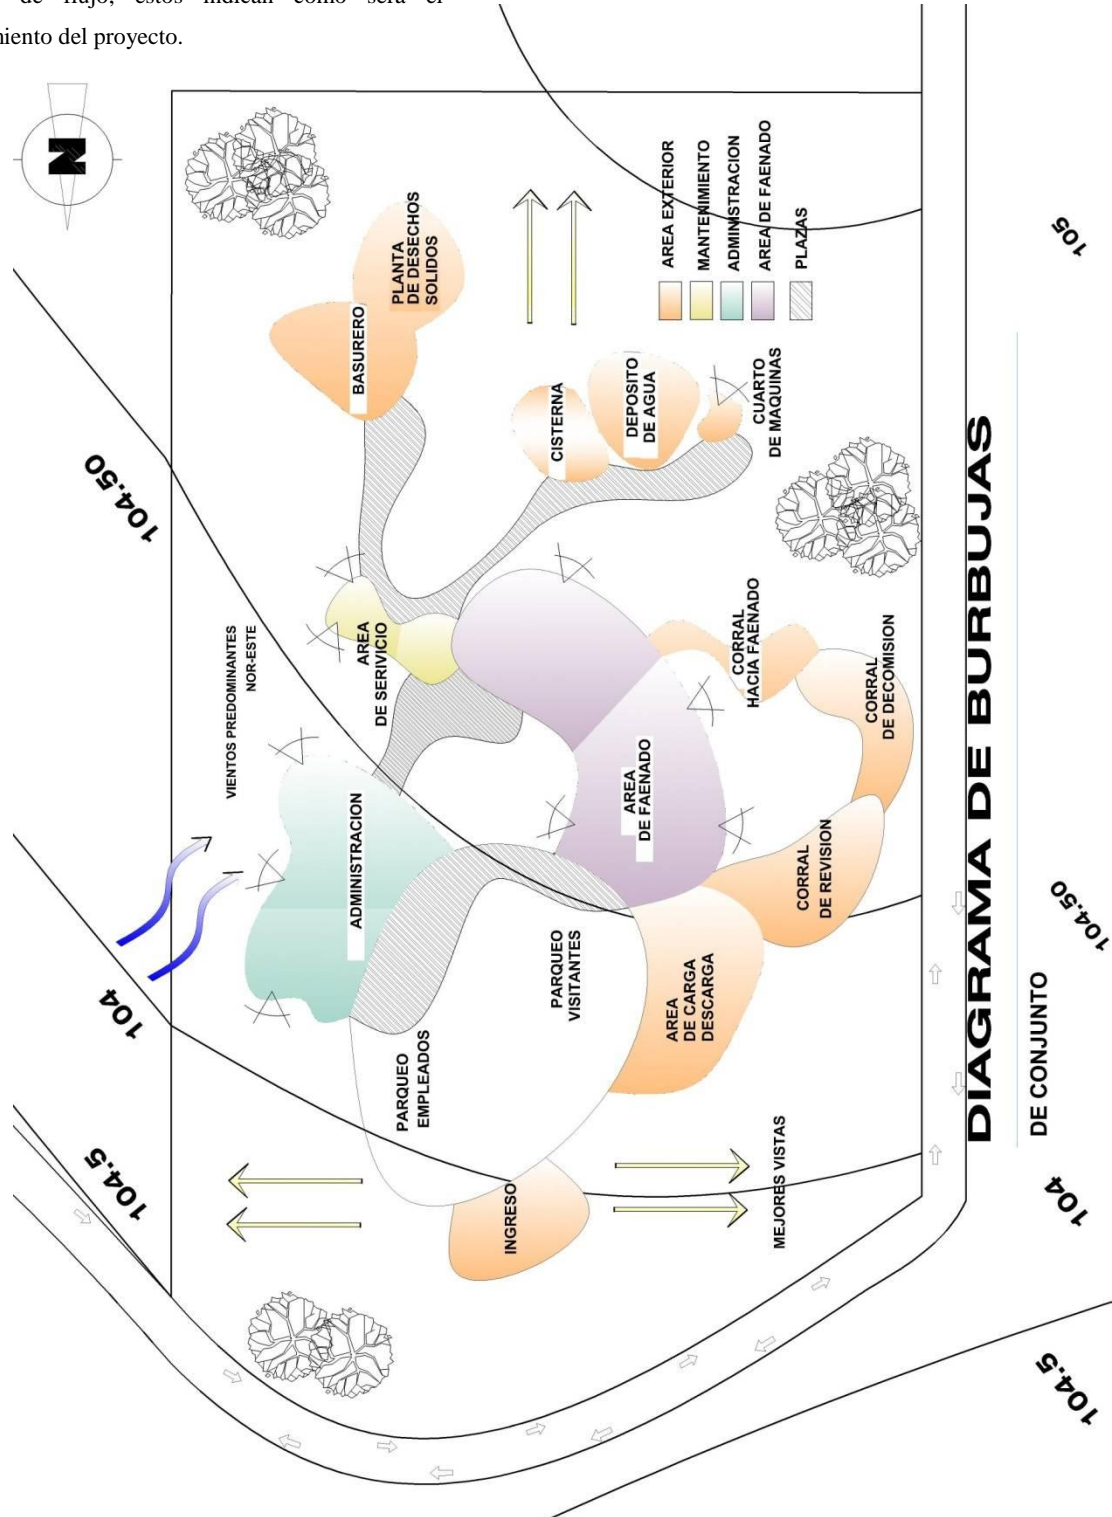 de flujo, estos indican como será el
miento del proyecto.
N
PLANTA
DE DESECHOS
SOLIDOS
BASURERO
CISTERNA
DEPOSITO
DE AGUA
CUARTO
DE MAQUINAS
AREA EXTERIOR
MANTENIMIENTO
ADMINISTRACION
AREA DE FAENADO
PLAZAS
VIENTOS PREDOMINANTES
NOR-ESTE
AREA
DE SERIVICIO
ADMINISTRACION
AREA
DE FAENADO
CORRAL
HACIA FAENADO
CORRAL
DE DECOMISION
CORRAL
DE REVISION
PARQUEO
VISITANTES
PARQUEO
EMPLEADOS
AREA
DE CARGA
DESCARGA
INGRESO
MEJORES VISTAS
104.50
104
104.5
105
104.50
104
104.5
DIAGRAMA DE BURBUJAS
DE CONJUNTO